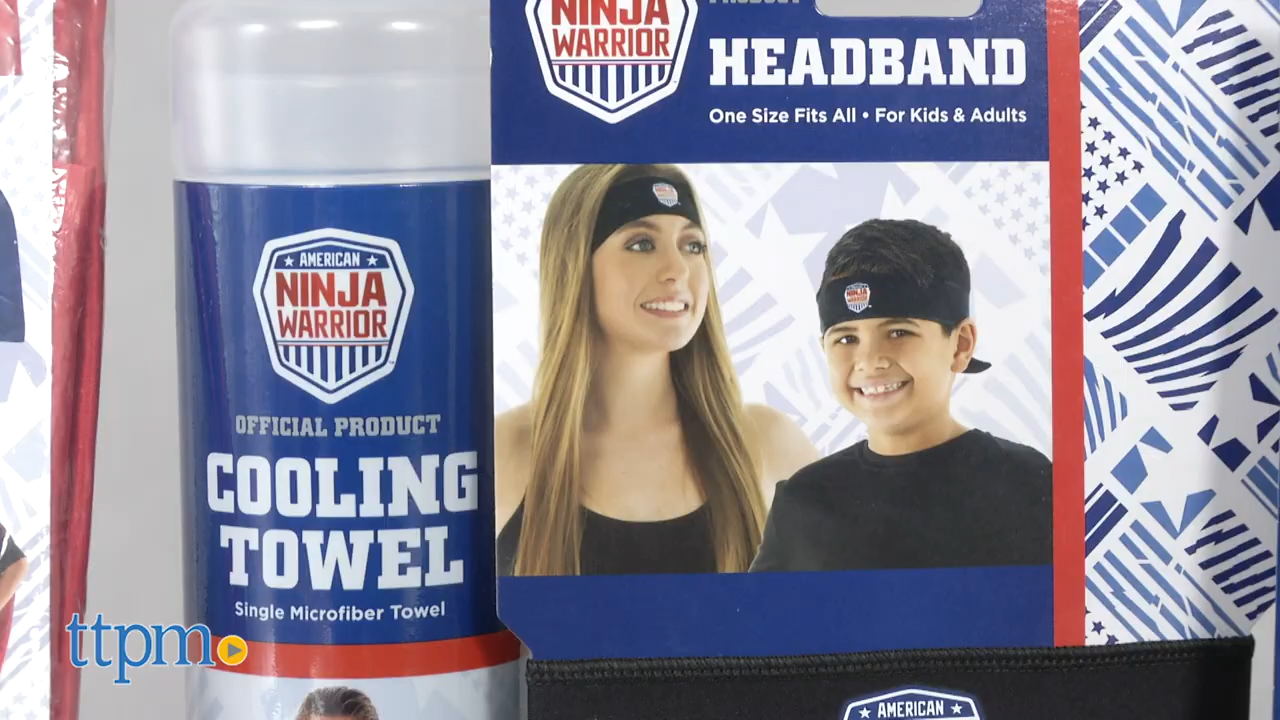 AMERICAN
NINJA
WARRIOR
OFFICIAL PRODUCT
COOLING
TOWEL
Single Microfiber Towel
NINJA
WARRIOR
PRODUCT
HEADBAND
One Size Fits All • For Kids & Adults
AMERICAN
ttpm